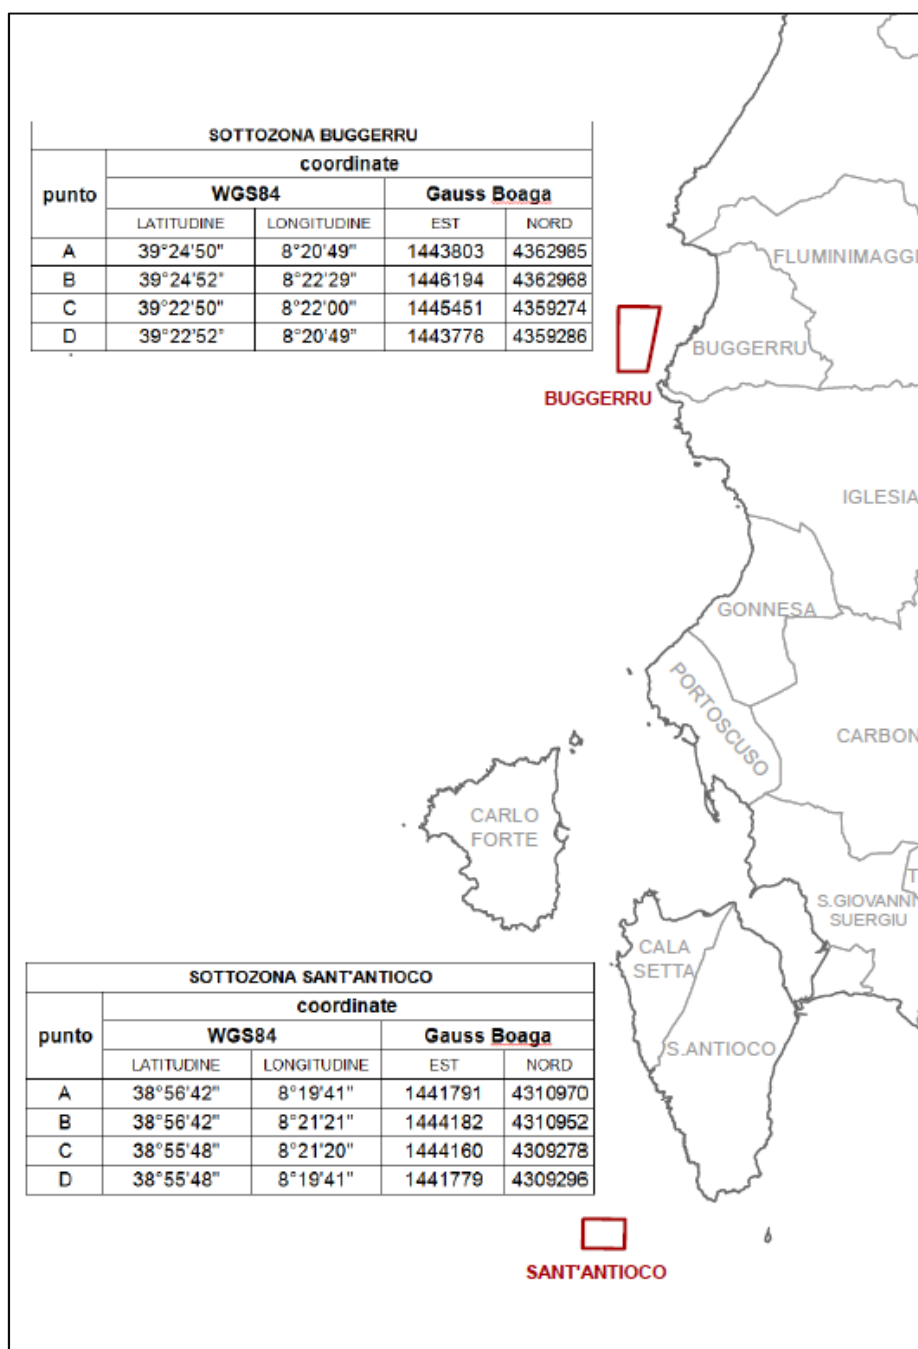 SOTTOZONA BUGGERRU
coordinate
punto WGS84 Gauss Boaga
LATITUDINE LONGITUDINE EST NORD
A 39°24'50" 8°20'49" 1443803 4362985
B 39°24'52" 8°22'29" 1446194 4362968
C 39°22'50" 8°22'00" 1445451 4359274
D 39°22'52" 8°20'49" 1443776 4359286
FLUMINIMAGGI
BUGGERRU
BUGGERRU
IGLESIA
GONNESA
PORTOSCUSO
CARBON
CARLO
FORTE
T
S.GIOVANNI
SUERGIU
CALA
SETTA
S.ANTIOCO
SOTTOZONA SANT'ANTIOCO
coordinate
punto WGS84 Gauss Boaga
LATITUDINE LONGITUDINE EST NORD
A 38°56'42" 8°19'41" 1441791 4310970
B 38°56'42" 8°21'21" 1444182 4310952
C 38°55'48" 8°21'20" 1444160 4309278
D 38°55'48" 8°19'41" 1441779 4309296
SANT'ANTIOCO